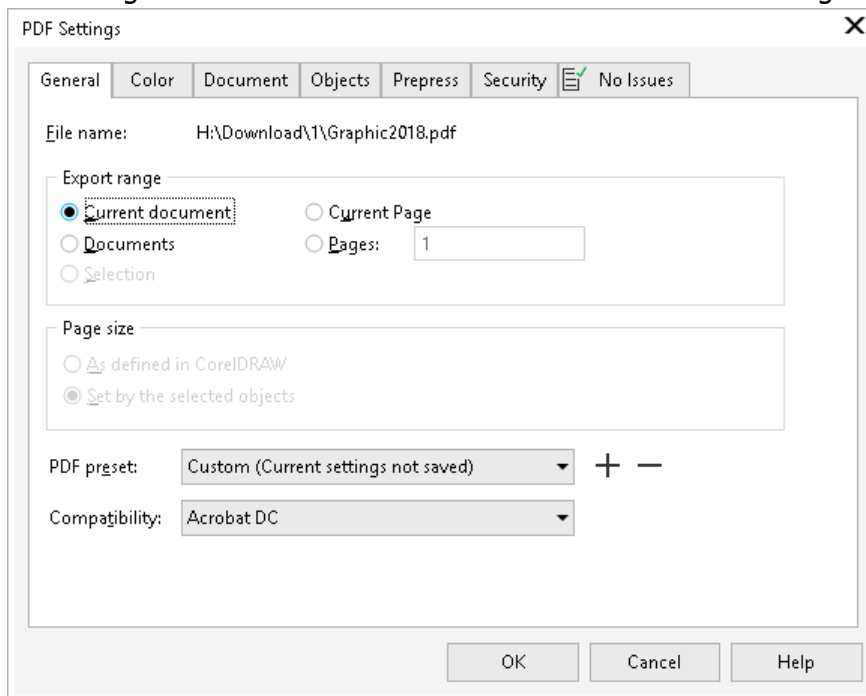 PDF Settings
General Color Document Objects Prepress Security No Issues
File name: H:\Download\1\Graphic2018.pdf
Export range
Current document Current Page
Documents Pages: 1
Selection
Page size
As defined in CorelDRAW
Set by the selected objects
PDF preset: Custom (Current settings not saved)
Compatibility: Acrobat DC
OK Cancel Help